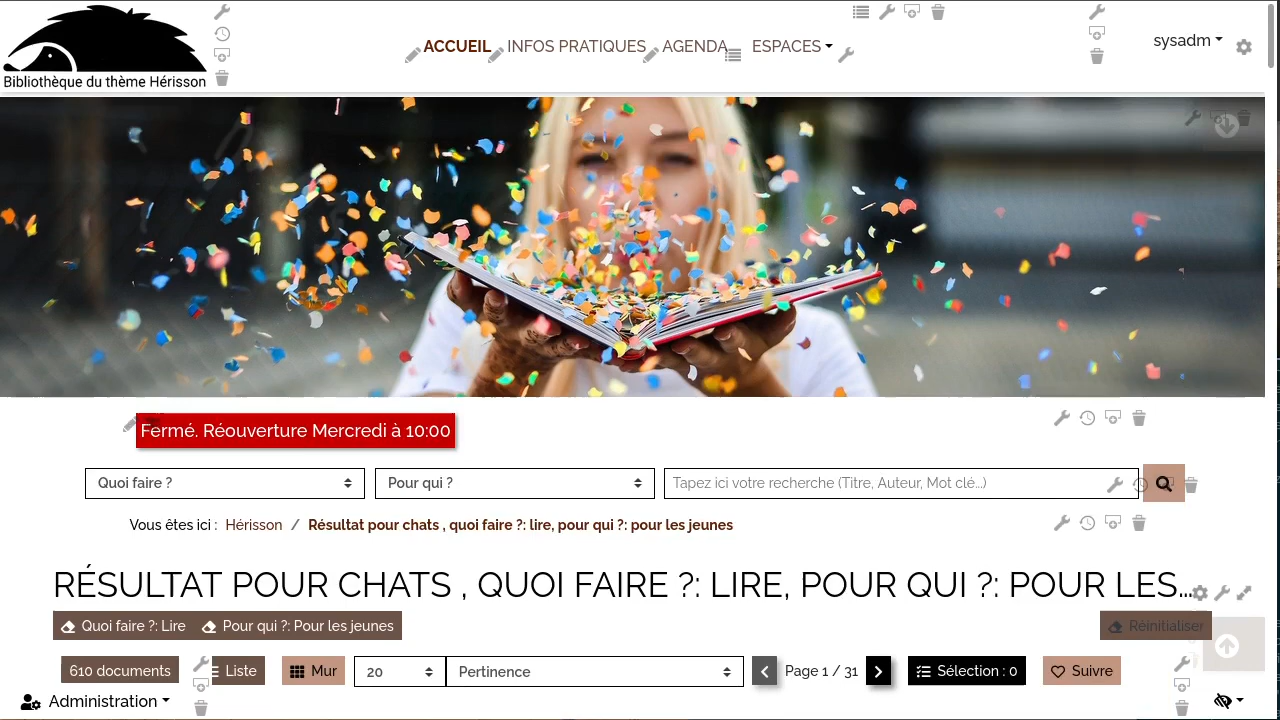 Bibliothèque du thème Hérisson
ACCUEIL INFOS PRATIQUES AGENDA ESPACES
sysadm
Fermé. Réouverture Mercredi à 10:00
Quoi faire ? Pour qui ? Tapez ici votre recherche (Titre, Auteur, Mot clé...)
Vous êtes ici : Hérisson / Résultat pour chats , quoi faire ?: lire, pour qui ?: pour les jeunes
RÉSULTAT POUR CHATS , QUOI FAIRE ?: LIRE, POUR QUI ?: POUR LES...
Quoi faire ?: Lire Pour qui ?: Pour les jeunes Réinitialiser
610 documents Liste Mur 20 Pertinence Page 1 / 31 Sélection : 0 Suivre
Administration